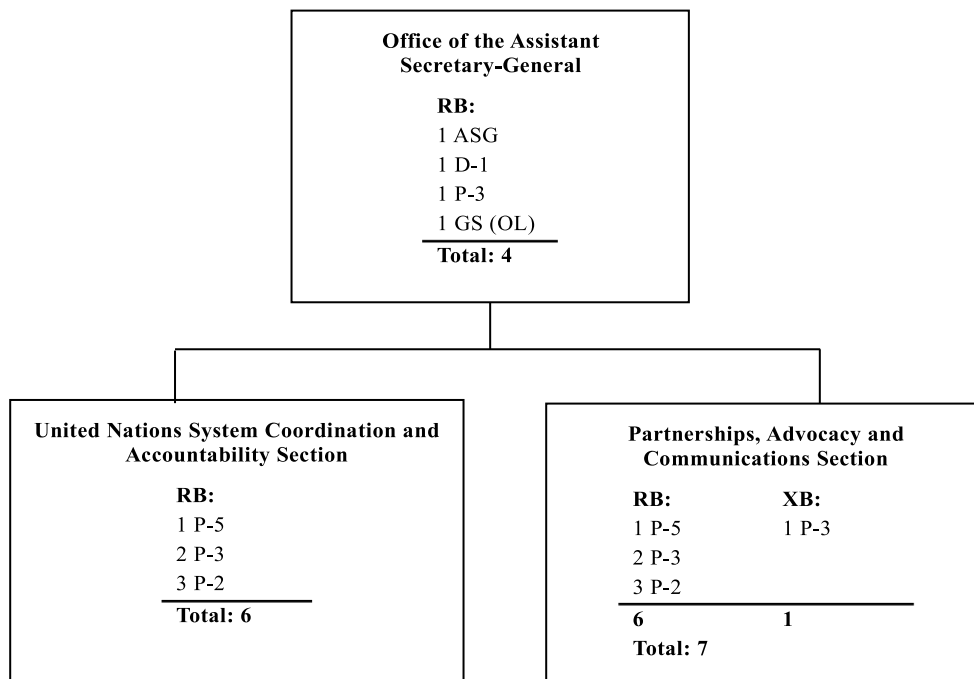 Office of the Assistant
Secretary-General
RB:
1 ASG
1 D-1
1 P-3
1 GS (OL)
Total: 4
United Nations System Coordination and
Accountability Section
RB:
1 P-5
2 P-3
3 P-2
Total: 6
Partnerships, Advocacy and
Communications Section
RB: XB:
1 P-5 1 P-3
2 P-3
3 P-2
6 1
Total: 7